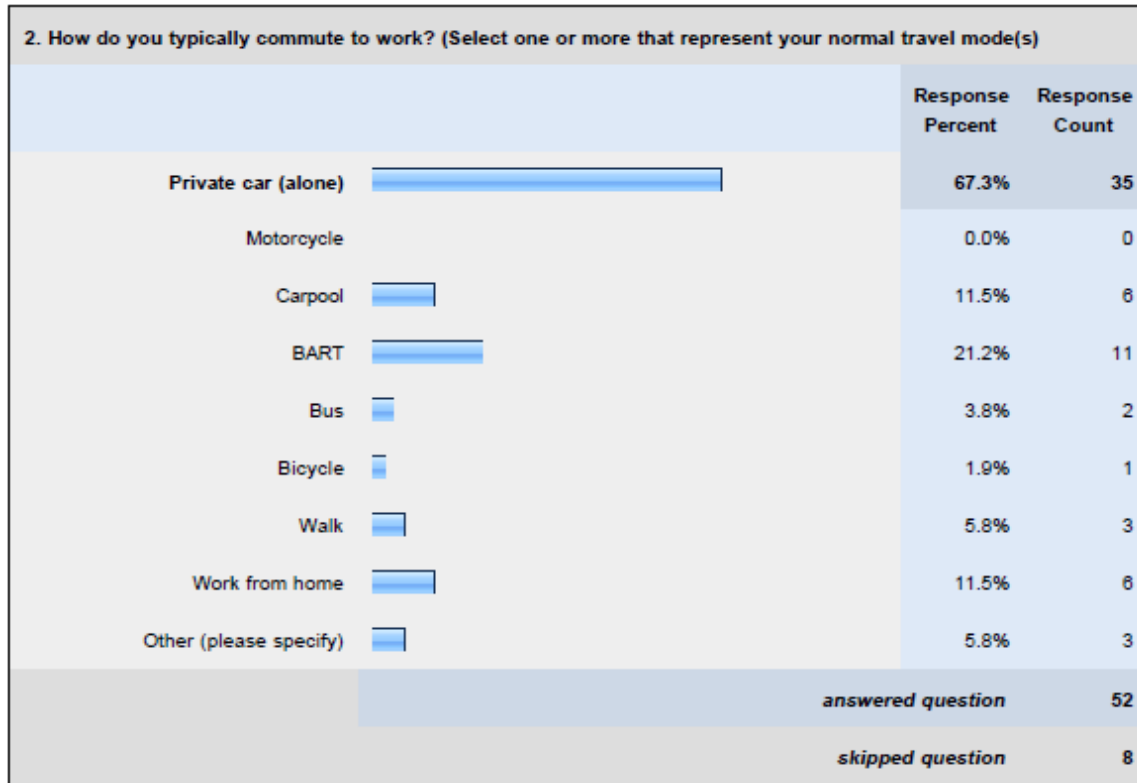 2. How do you typically commute to work? (Select one or more that represent your normal travel mode(s)
Response Percent Response Count
Private car (alone) 67.3% 35
Motorcycle 0.0% 0
Carpool 11.5% 6
BART 21.2% 11
Bus 3.8% 2
Bicycle 1.9% 1
Walk 5.8% 3
Work from home 11.5% 6
Other (please specify) 5.8% 3
answered question 52
skipped question 8